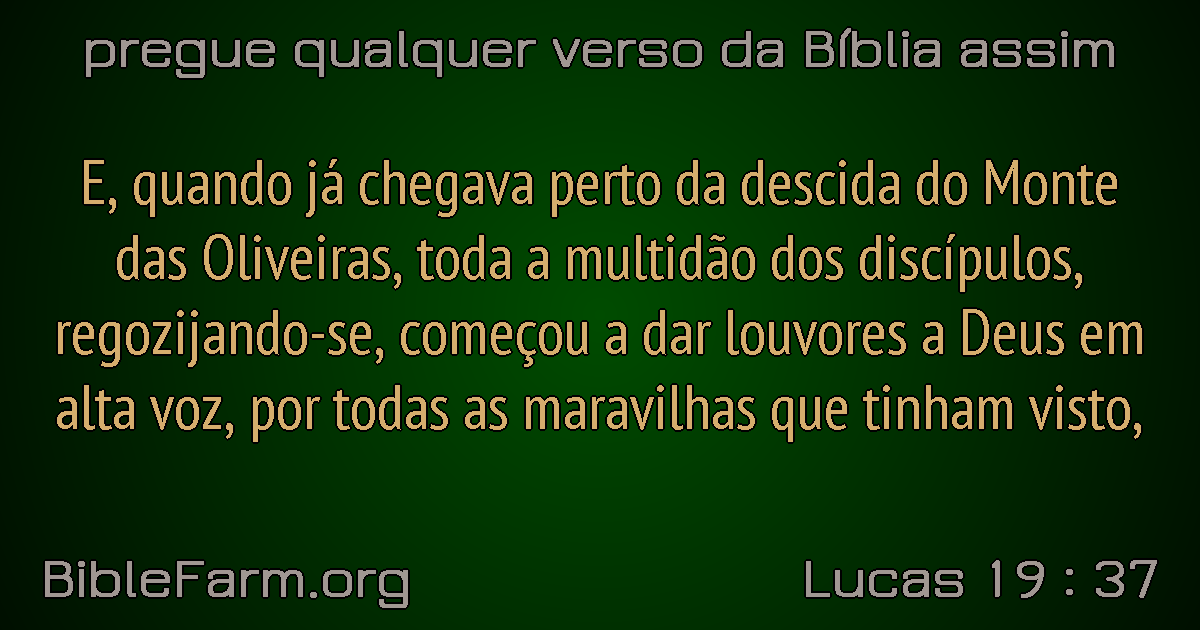 pregue qualquer verso da Bíblia assim
E, quando já chegava perto da descida do Monte
das Oliveiras, toda a multidão dos discípulos,
regozijando-se, começou a dar louvores a Deus em
alta voz, por todas as maravilhas que tinham visto,
BibleFarm.org
Lucas 19 : 37